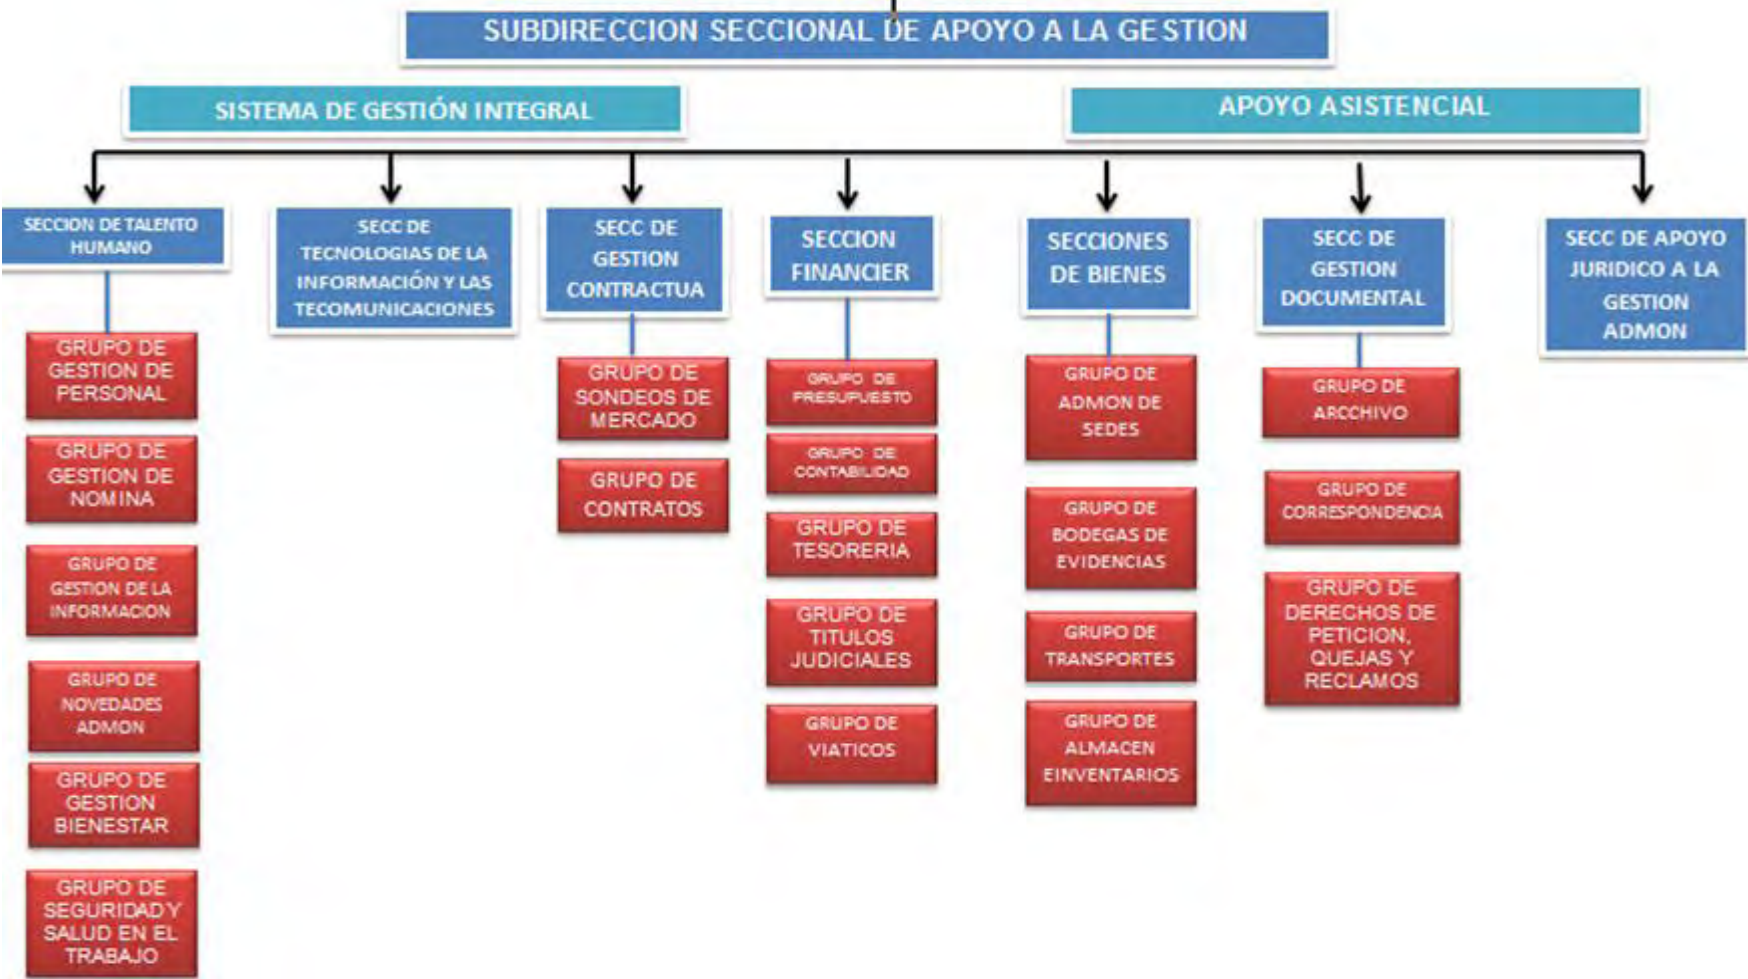 SUBDIRECCION SECCIONAL DE APOYO A LA GESTION
SISTEMA DE GESTIÓN INTEGRAL
APOYO ASISTENCIAL
SECCION DE TALENTO
HUMANO
GRUPO DE
GESTION DE
PERSONAL
GRUPO DE
GESTION DE
NOMINA
GRUPO DE
GESTION DE LA
INFORMACION
GRUPO DE
NOVEDADES
ADMON
GRUPO DE
GESTION
BIENESTAR
GRUPO DE
SEGURIDAD Y
SALUD EN EL
TRABAJO
SECC DE
TECNOLOGIAS DE LA
INFORMACIÓN Y LAS
TECOMUNICACIONES
SECC DE
GESTION
CONTRACTUA
GRUPO DE
SONDEOS DE
MERCADO
GRUPO DE
CONTRATOS
SECCION
FINANCIER
GRUPO DE
PRESUPUESTO
GRUPO DE
CONTABILIDAD
GRUPO DE
TESORERIA
GRUPO DE
TITULOS
JUDICIALES
GRUPO DE
VIATICOS
SECCIONES
DE BIENES
GRUPO DE
ADMON DE
SEDES
GRUPO DE
BODEGAS DE
EVIDENCIAS
GRUPO DE
TRANSPORTES
GRUPO DE
ALMACEN
EINVENTARIOS
SECC DE
GESTION
DOCUMENTAL
GRUPO DE
ARCCHIVO
GRUPO DE
CORRESPONDENCIA
GRUPO DE
DERECHOS DE
PETICION,
QUEJAS Y
RECLAMOS
SECC DE APOYO
JURIDICO A LA
GESTION
ADMON